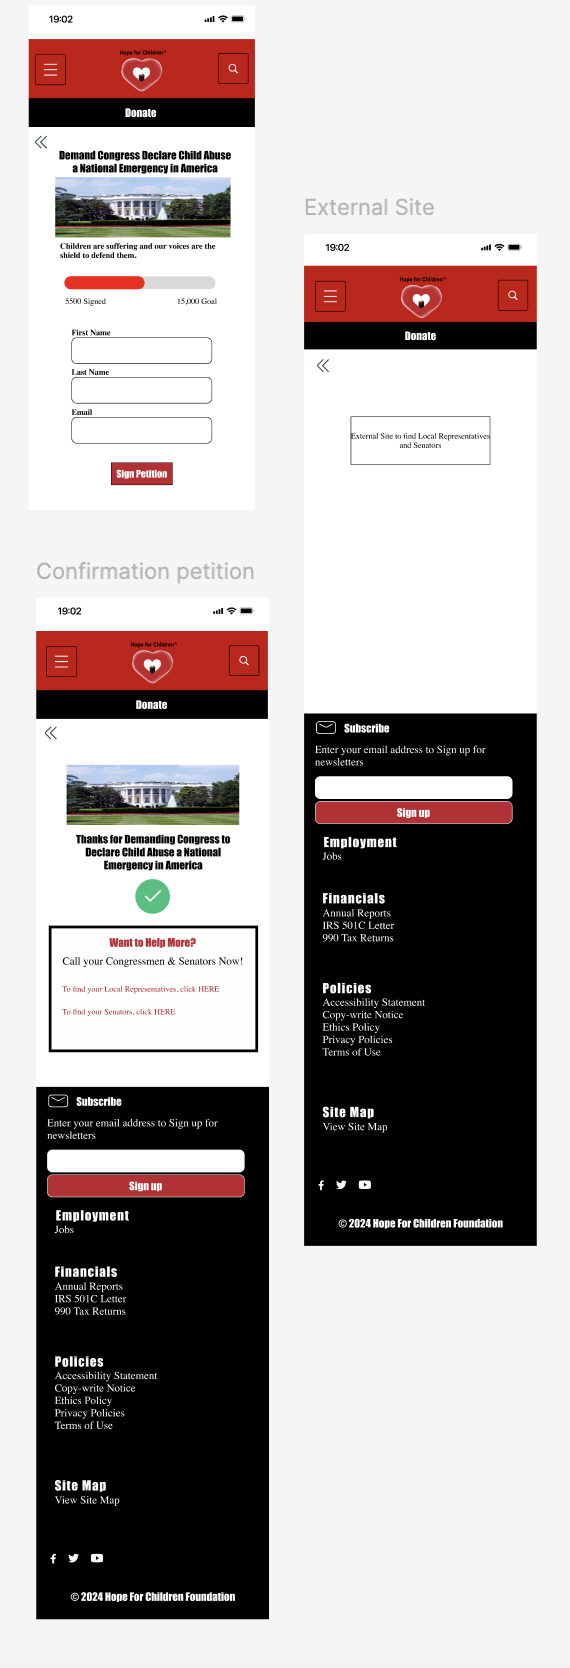 19:02
Hope for Children®
Donate
Demand Congress Declare Child Abuse
a National Emergency in America
Children are suffering and our voices are the
shield to defend them.
5500 Signed
15,000 Goal
First Name
Last Name
Email
Sign Petition
External Site
19:02
Hope for Children®
Donate
External Site to find Local Representatives
and Senators
Subscribe
Enter your email address to Sign up for
newsletters
Sign up
Employment
Jobs
Financials
Annual Reports
IRS 501C Letter
990 Tax Returns
Policies
Accessibility Statement
Copy-write Notice
Ethics Policy
Privacy Policies
Terms of Use
Site Map
View Site Map
© 2024 Hope For Children Foundation
Confirmation petition
19:02
Hope for Children®
Donate
Thanks for Demanding Congress to
Declare Child Abuse a National
Emergency in America
Want to Help More?
Call your Congressmen & Senators Now!
To find your Local Representatives, click HERE
To find your Senators, click HERE
Subscribe
Enter your email address to Sign up for
newsletters
Sign up
Employment
Jobs
Financials
Annual Reports
IRS 501C Letter
990 Tax Returns
Policies
Accessibility Statement
Copy-write Notice
Ethics Policy
Privacy Policies
Terms of Use
Site Map
View Site Map
© 2024 Hope For Children Foundation